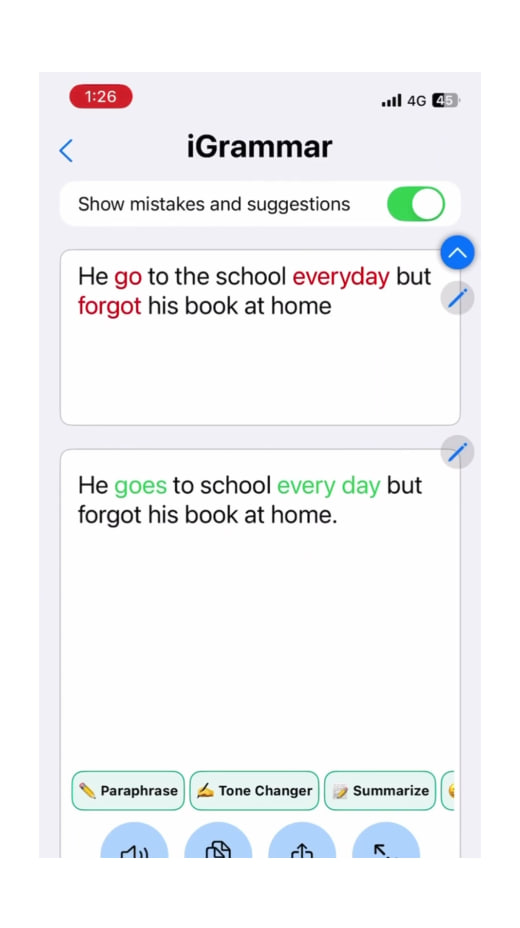 1:26
4G 45
iGrammar
Show mistakes and suggestions
He go to the school everyday but
forgot his book at home
He goes to school every day but
forgot his book at home.
Paraphrase Tone Changer Summarize